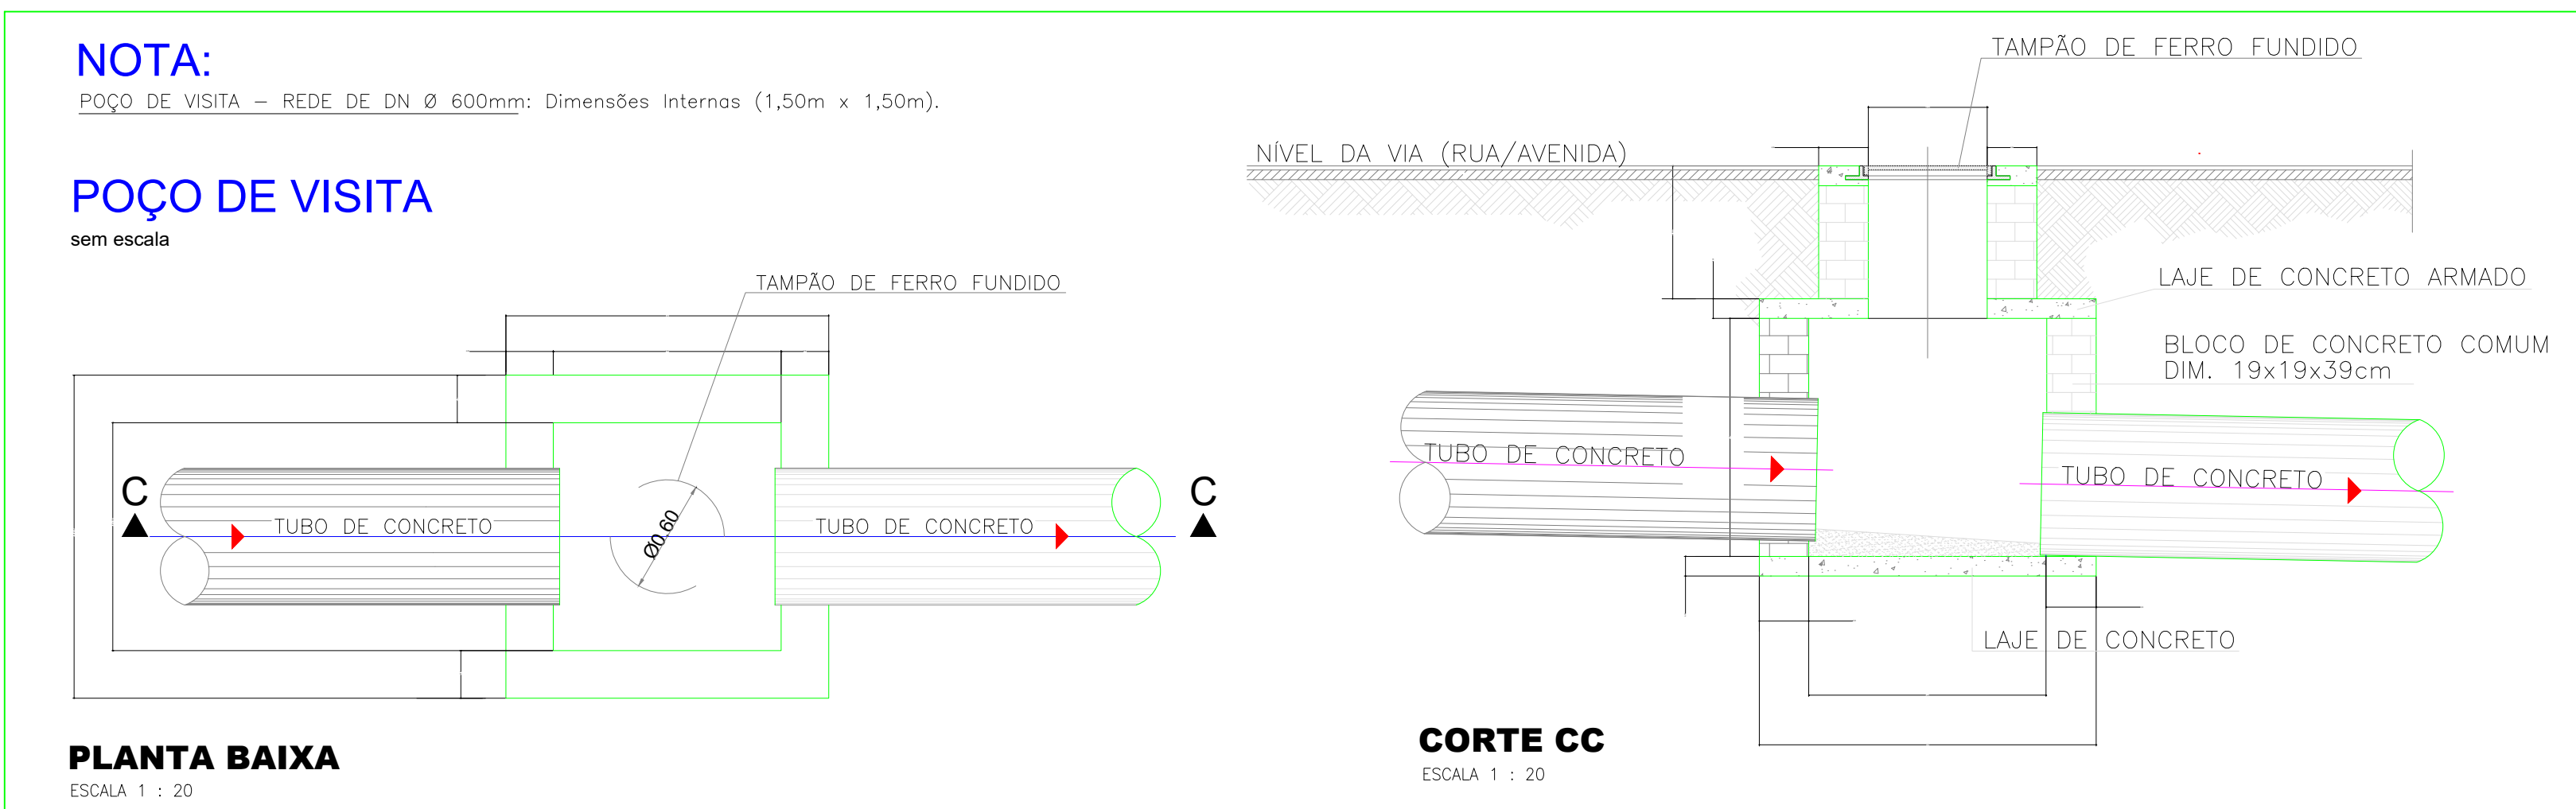 NOTA:
POÇO DE VISITA – REDE DE DN Ø 600mm: Dimensões Internas (1,50m x 1,50m).
POÇO DE VISITA
sem escala
TAMPÃO DE FERRO FUNDIDO
C
C
TUBO DE CONCRETO
Ø0.60
TUBO DE CONCRETO
PLANTA BAIXA
ESCALA 1 : 20
TAMPÃO DE FERRO FUNDIDO
NÍVEL DA VIA (RUA/AVENIDA)
LAJE DE CONCRETO ARMADO
BLOCO DE CONCRETO COMUM
DIM. 19x19x39cm
TUBO DE CONCRETO
TUBO DE CONCRETO
LAJE DE CONCRETO
CORTE CC
ESCALA 1 : 20